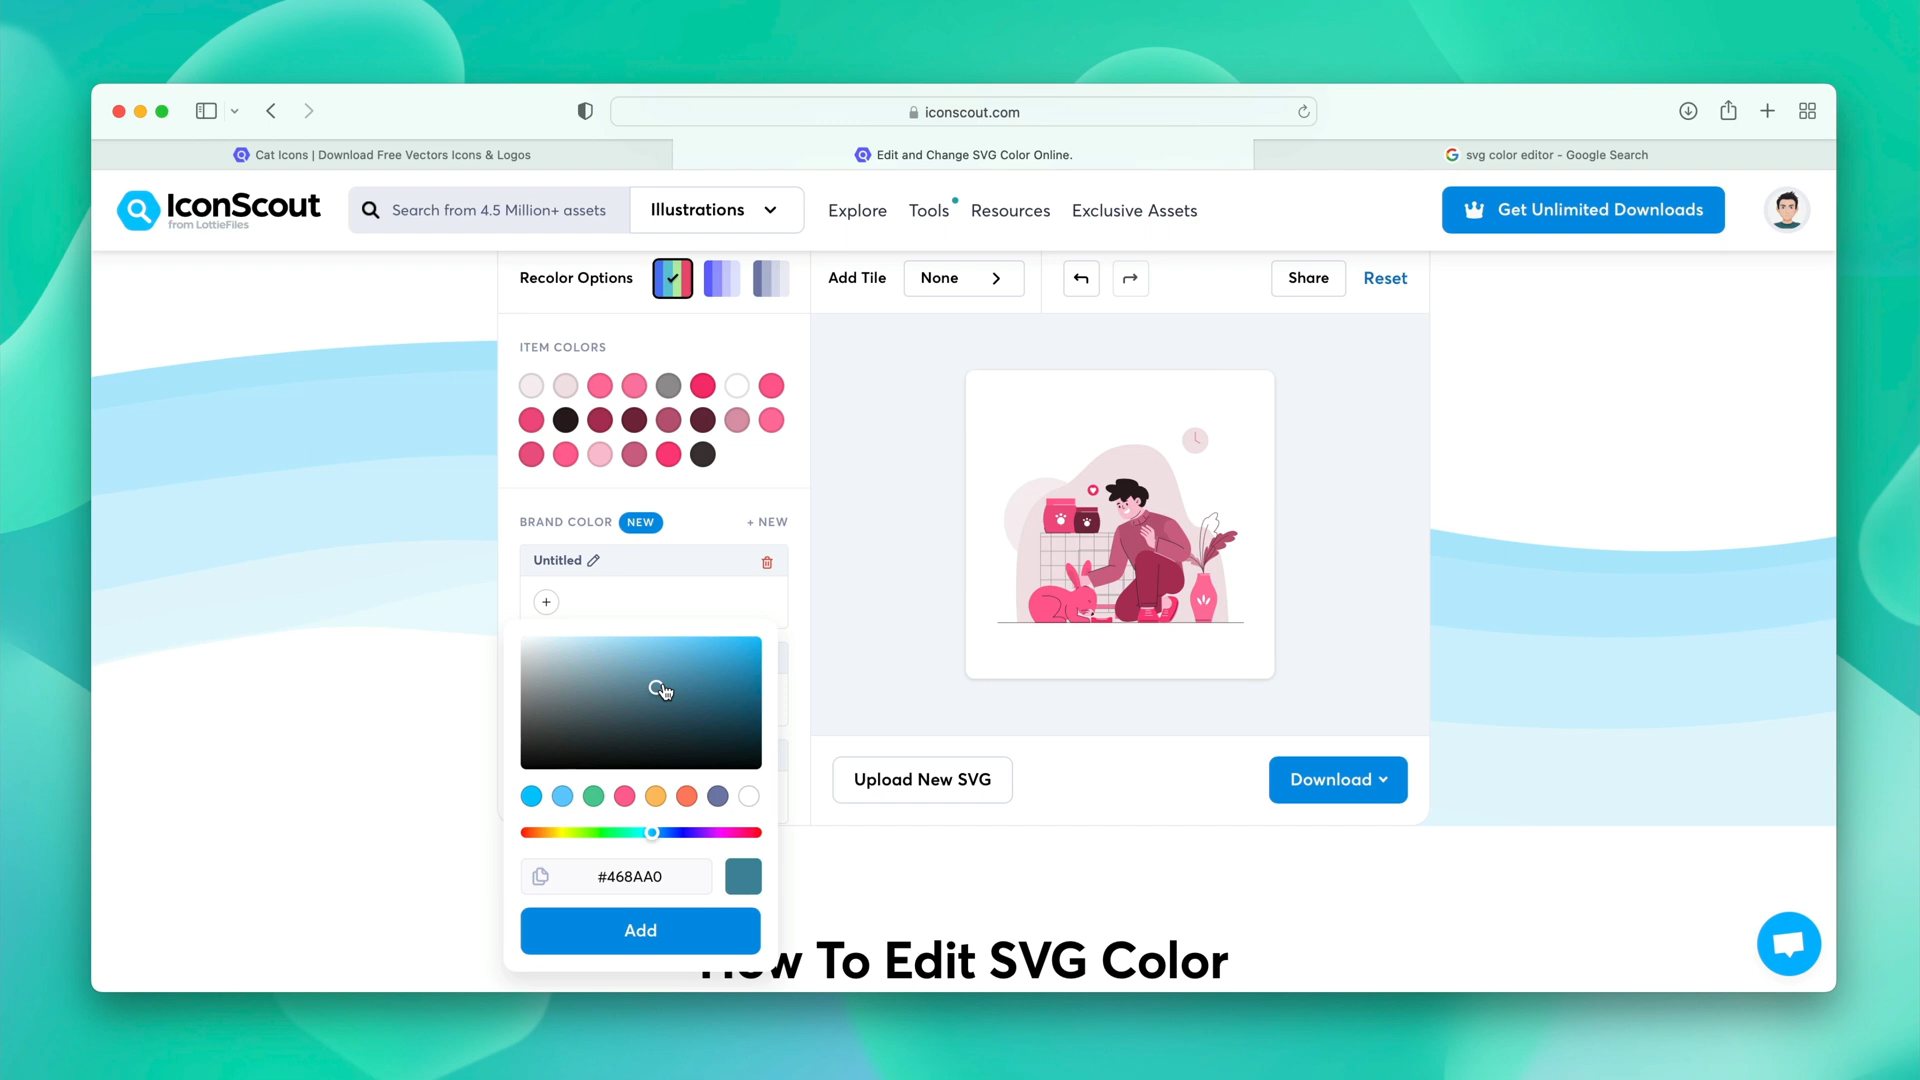 iconscout.com
Cat Icons | Download Free Vectors Icons & Logos
Edit and Change SVG Color Online.
svg color editor - Google Search
IconScout
from LottieFiles
Search from 4.5 Million+ assets
Illustrations
Explore
Tools
Resources
Exclusive Assets
Get Unlimited Downloads
Recolor Options
Add Tile
None
Share
Reset
ITEM COLORS
BRAND COLOR
NEW
+ NEW
Untitled
#468AA0
Add
Upload New SVG
Download
How To Edit SVG Color